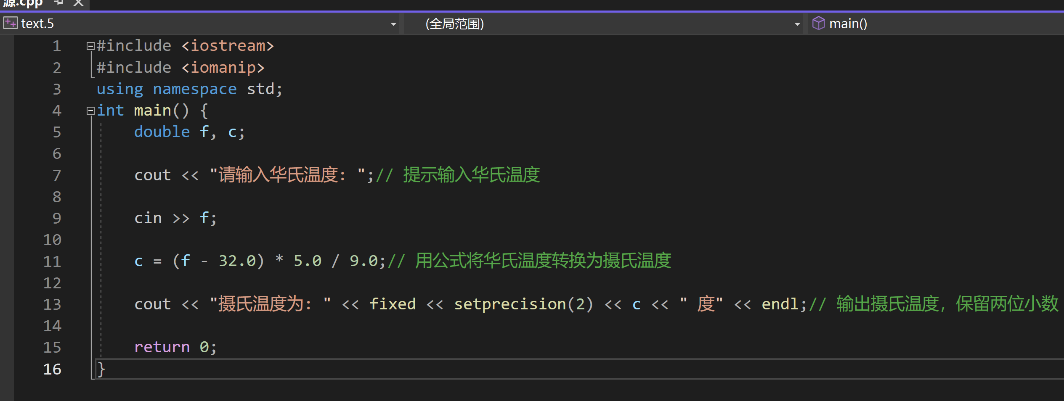 源.cpp
text.5 (全局范围) main()
1 #include <iostream>
2 #include <iomanip>
3 using namespace std;
4 int main() {
5 double f, c;
6
7 cout << "请输入华氏温度: ";// 提示输入华氏温度
8
9 cin >> f;
10
11 c = (f - 32.0) * 5.0 / 9.0;// 用公式将华氏温度转换为摄氏温度
12
13 cout << "摄氏温度为: " << fixed << setprecision(2) << c << " 度" << endl;// 输出摄氏温度，保留两位小数
14
15 return 0;
16 }